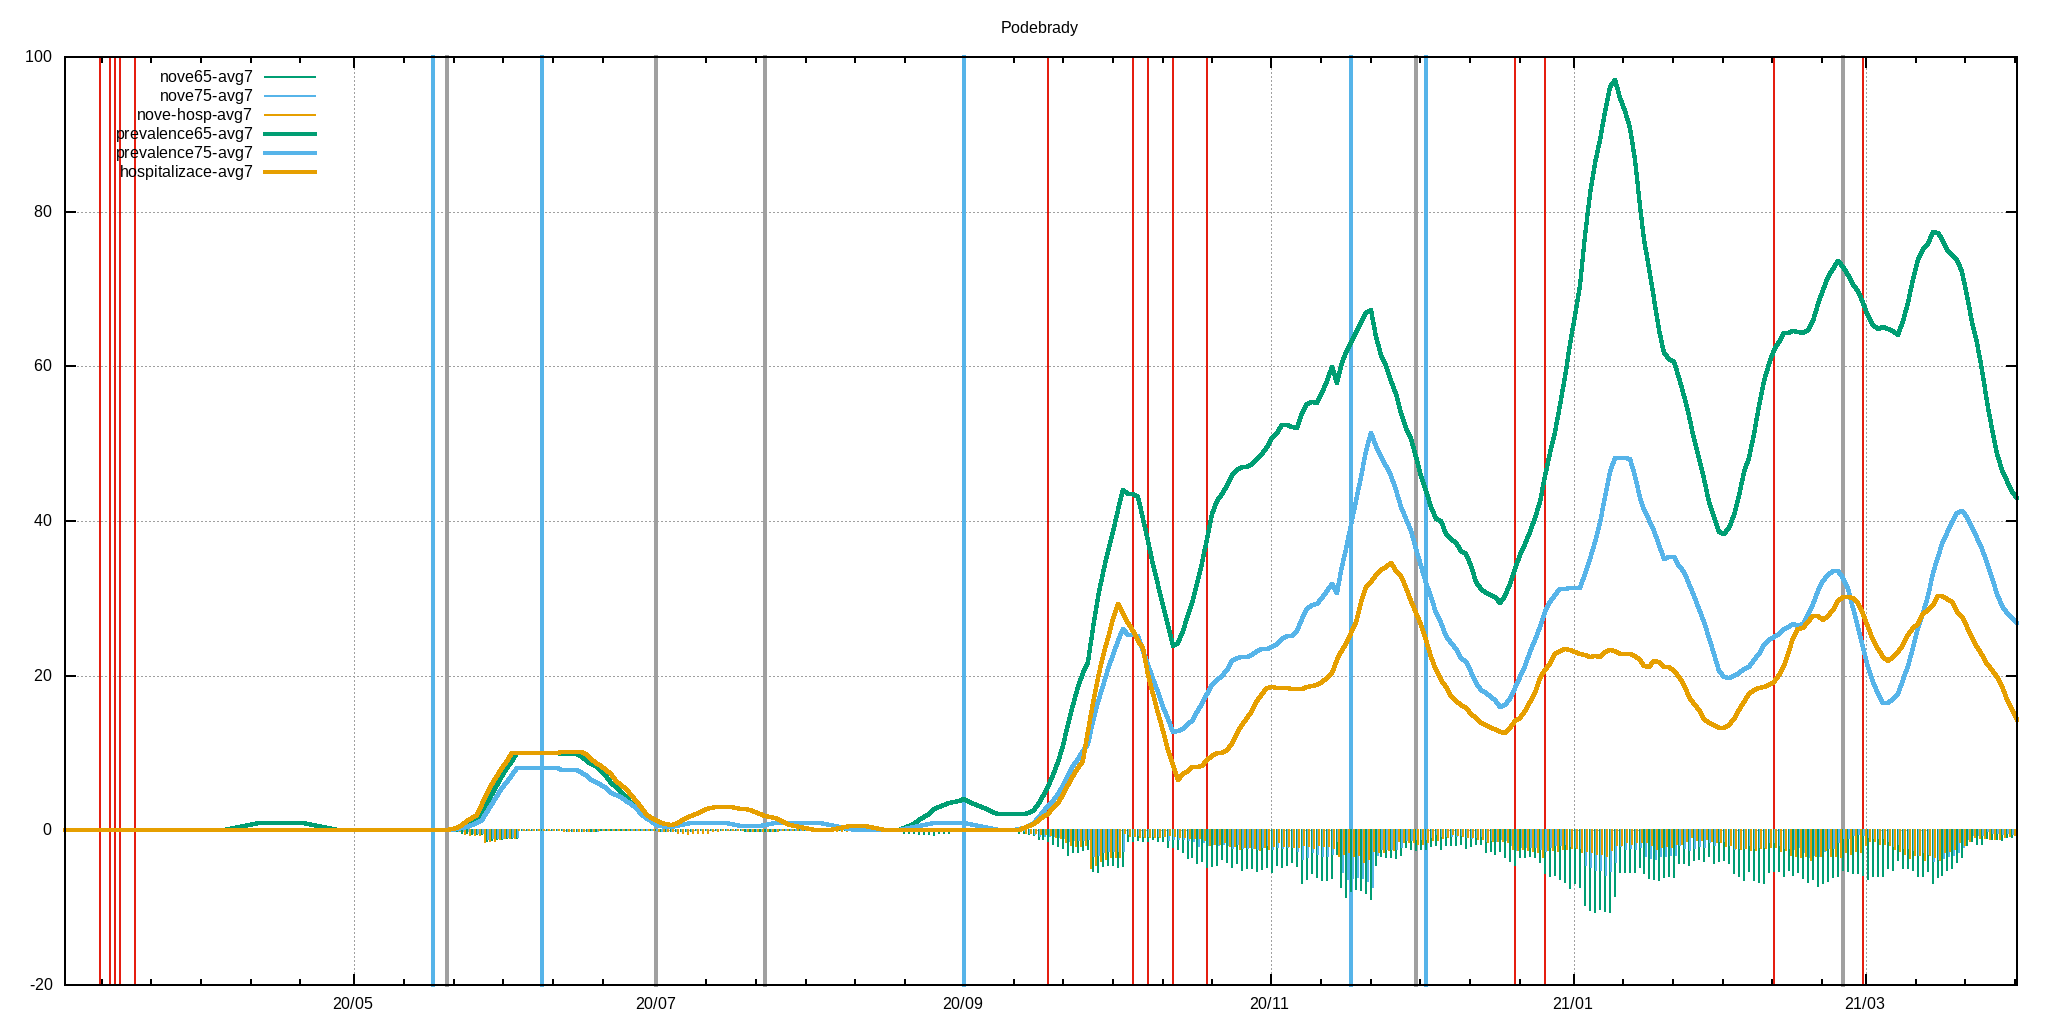 Podebrady
100
80
60
40
20
0
-20
nove65-avg7
nove75-avg7
nove-hosp-avg7
prevalence65-avg7
prevalence75-avg7
hospitalizace-avg7
20/05
20/07
20/09
20/11
21/01
21/03